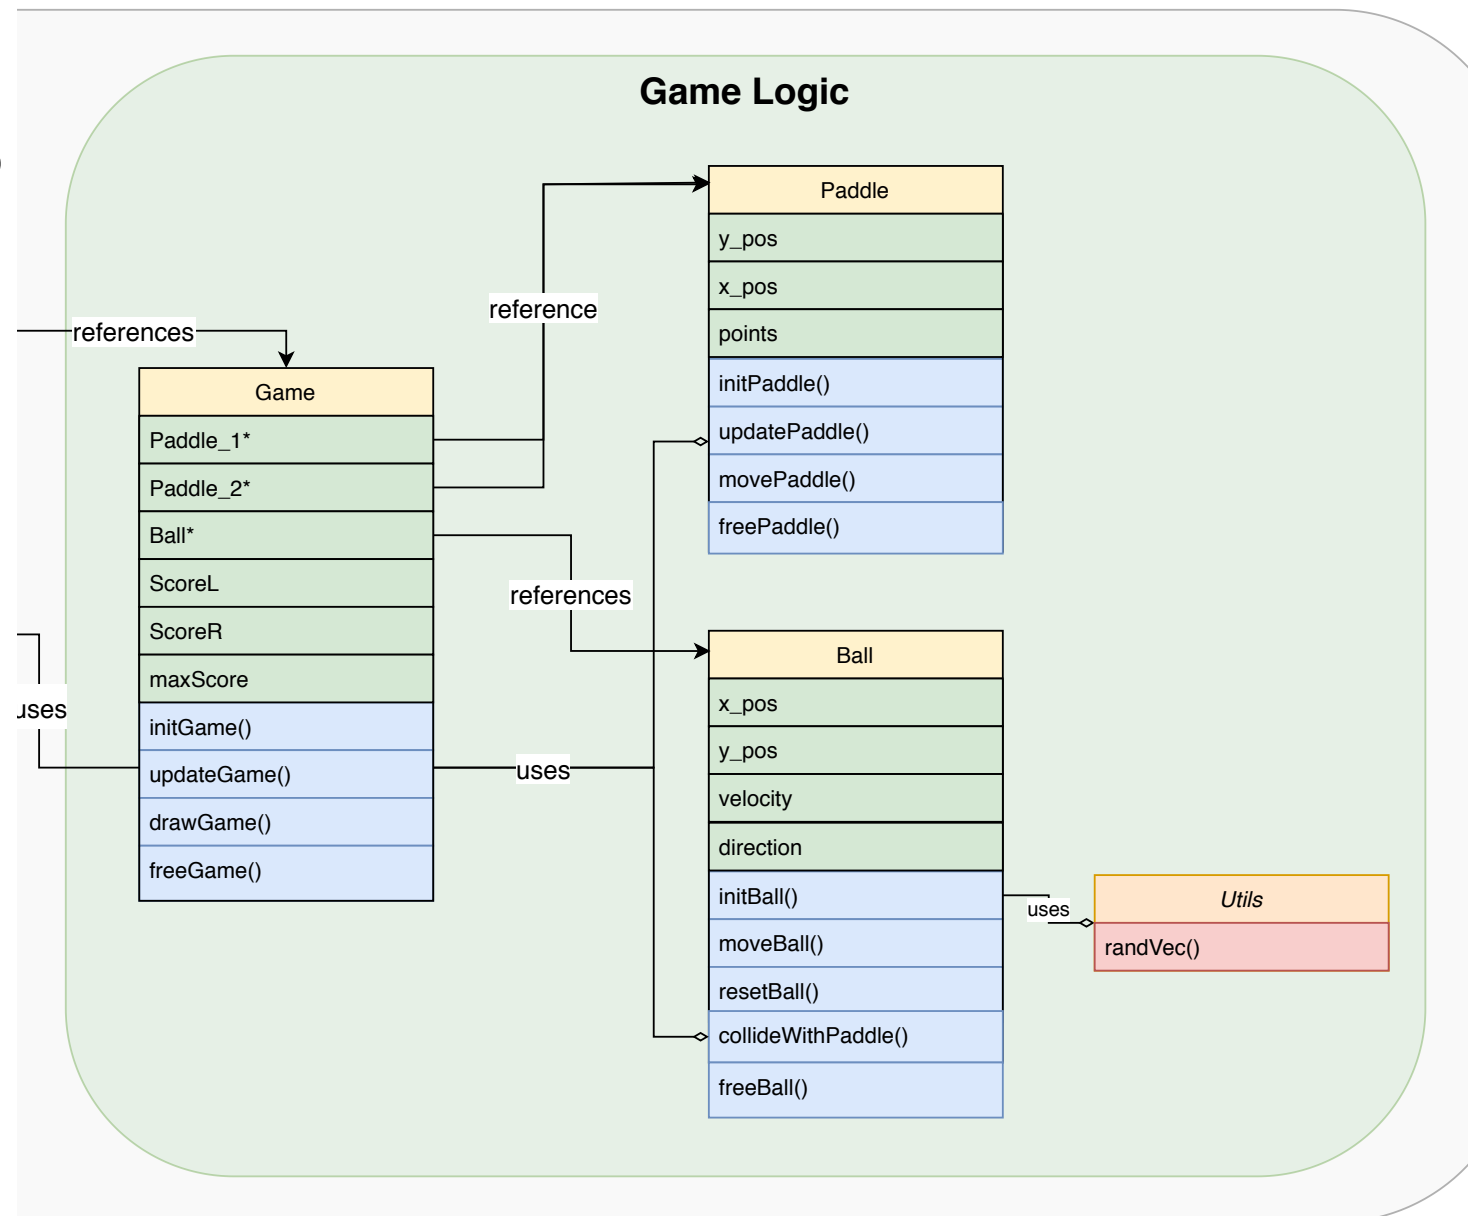 Game Logic
references
Game
Paddle_1*
Paddle_2*
Ball*
ScoreL
ScoreR
maxScore
initGame()
updateGame()
drawGame()
freeGame()
uses
reference
references
uses
Paddle
y_pos
x_pos
points
initPaddle()
updatePaddle()
movePaddle()
freePaddle()
Ball
x_pos
y_pos
velocity
direction
initBall()
moveBall()
resetBall()
collideWithPaddle()
freeBall()
uses
Utils
randVec()